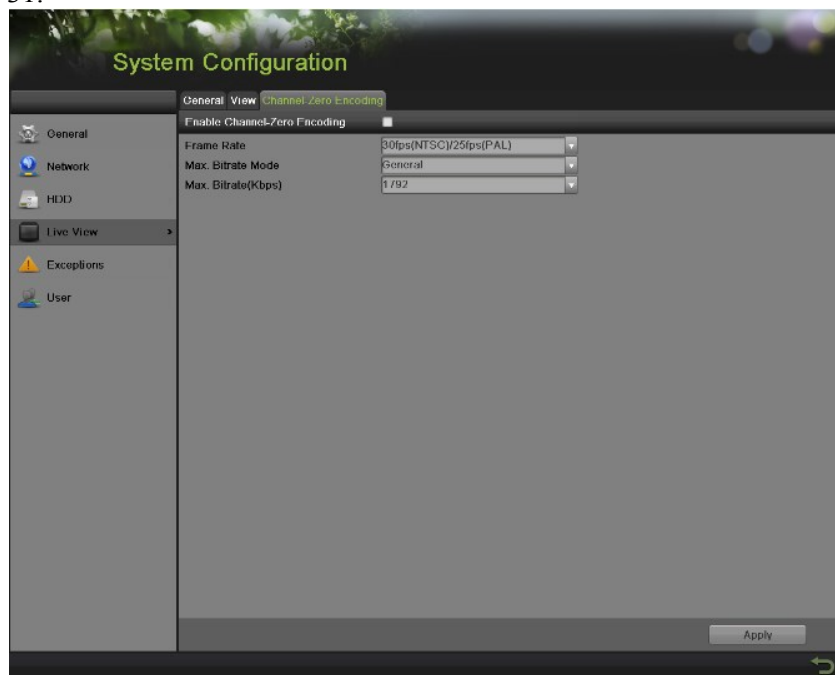 System Configuration
General View Channel-Zero Encoding
Enable Channel-Zero Encoding
General
Frame Rate 30fps(NTSC)/25fps(PAL)
Network
Max. Bitrate Mode General
Max. Bitrate(Kbps) 1792
HDD
Live View >
Exceptions
User
Apply